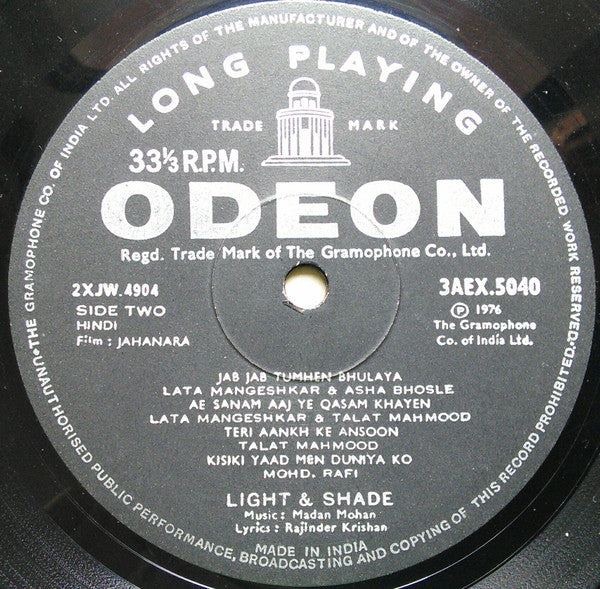 UNAUTHORISED PUBLIC PERFORMANCE, BROADCASTING AND COPYING OF THIS RECORD PROHIBITED.
THE GRAMOPHONE CO. OF INDIA LTD. ALL RIGHTS OF THE MANUFACTURER AND OF THE OWNER OF THE RECORDED WORK RESERVED.
LONG PLAYING
TRADE MARK
33⅓ R.P.M.
ODEON
Regd. Trade Mark of The Gramophone Co., Ltd.
2XJW.4904 3AEX.5040
SIDE TWO ℗ 1976
HINDI The Gramophone
Film : JAHANARA Co. of India Ltd.
JAB JAB TUMHEN BHULAYA
LATA MANGESHKAR & ASHA BHOSLE
AE SANAM AAJ YE QASAM KHAYEN
LATA MANGESHKAR & TALAT MAHMOOD
TERI AANKH KE ANSOON
TALAT MAHMOOD
KISIKI YAAD MEN DUNIYA KO
MOHD. RAFI
LIGHT & SHADE
Music : Madan Mohan
Lyrics : Rajinder Krishan
MADE IN INDIA